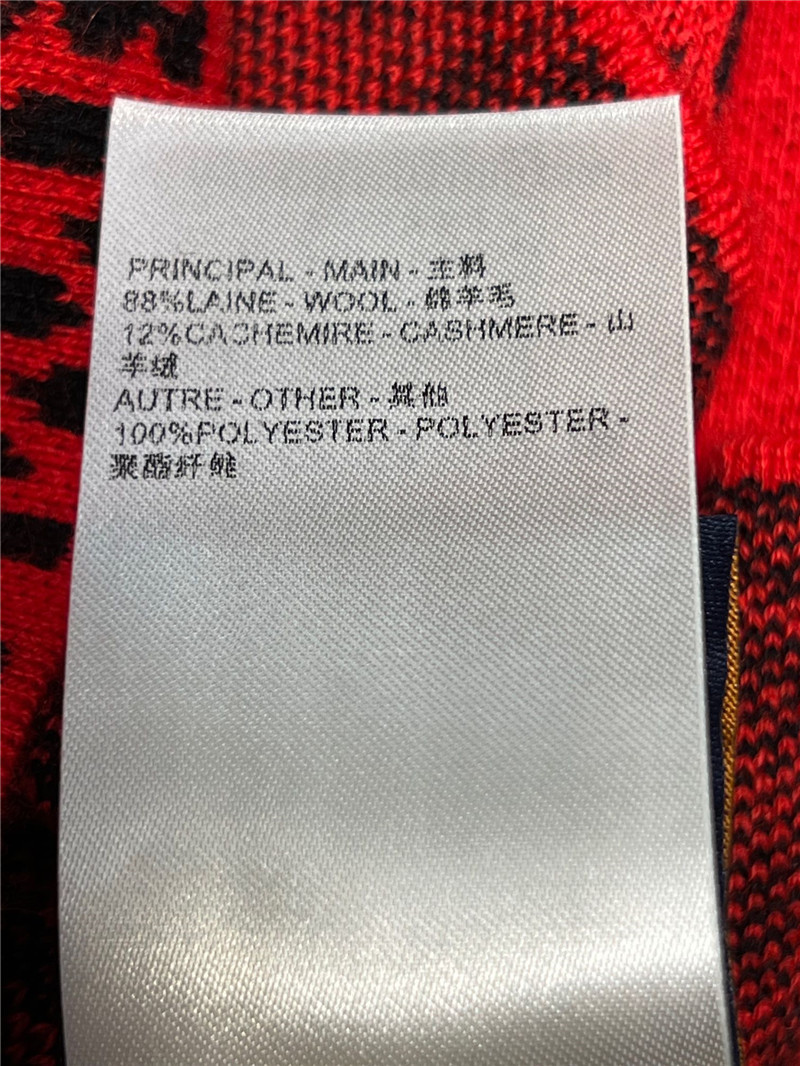 PRINCIPAL - MAIN - 主料
88%LAINE - WOOL - 绵羊毛
12%CACHEMIRE - CASHMERE - 山
羊绒
AUTRE - OTHER - 其他
100%POLYESTER - POLYESTER -
聚酯纤维